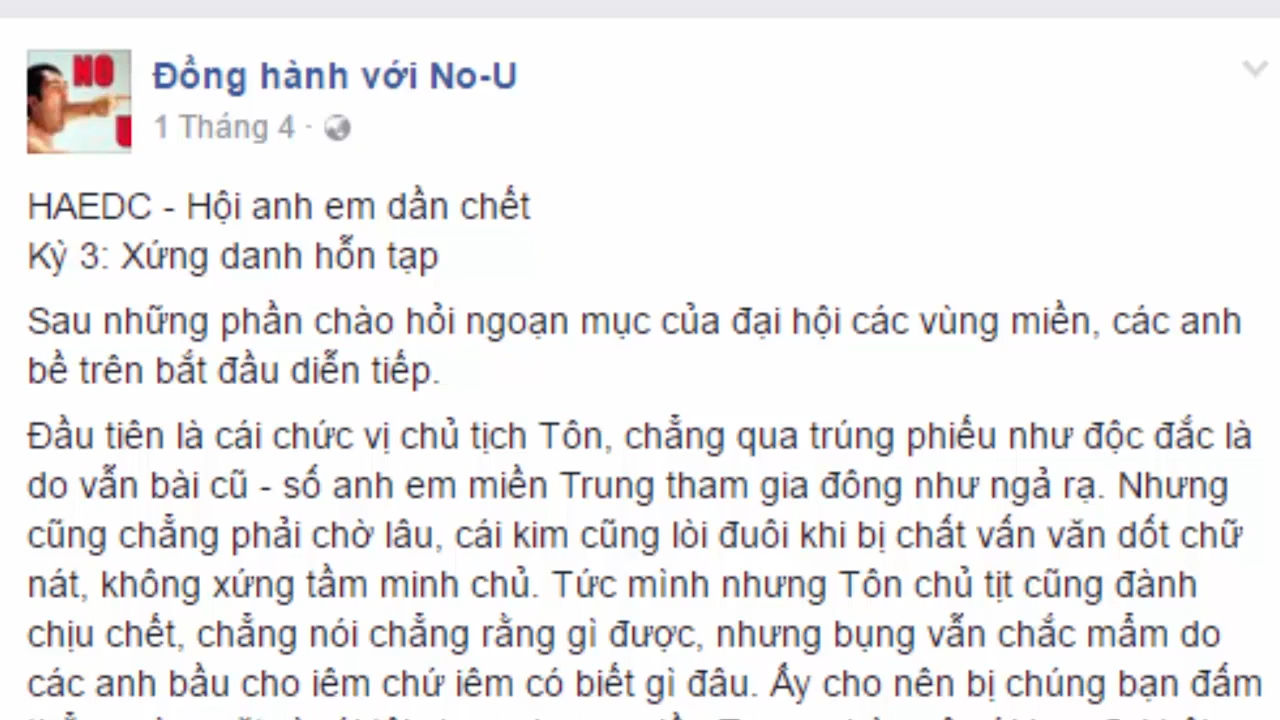 NO
U
Đồng hành với No-U
1 Tháng 4 ·
HAEDC - Hội anh em dần chết
Kỳ 3: Xứng danh hỗn tạp
Sau những phần chào hỏi ngoạn mục của đại hội các vùng miền, các anh
bề trên bắt đầu diễn tiếp.
Đầu tiên là cái chức vị chủ tịch Tôn, chẳng qua trúng phiếu như độc đắc là
do vẫn bài cũ - số anh em miền Trung tham gia đông như ngả rạ. Nhưng
cũng chẳng phải chờ lâu, cái kim cũng lòi đuôi khi bị chất vấn văn dốt chữ
nát, không xứng tầm minh chủ. Tức mình nhưng Tôn chủ tịt cũng đành
chịu chết, chẳng nói chẳng rằng gì được, nhưng bụng vẫn chắc mẩm do
các anh bầu cho iêm chứ iêm có biết gì đâu. Ấy cho nên bị chúng bạn đấm